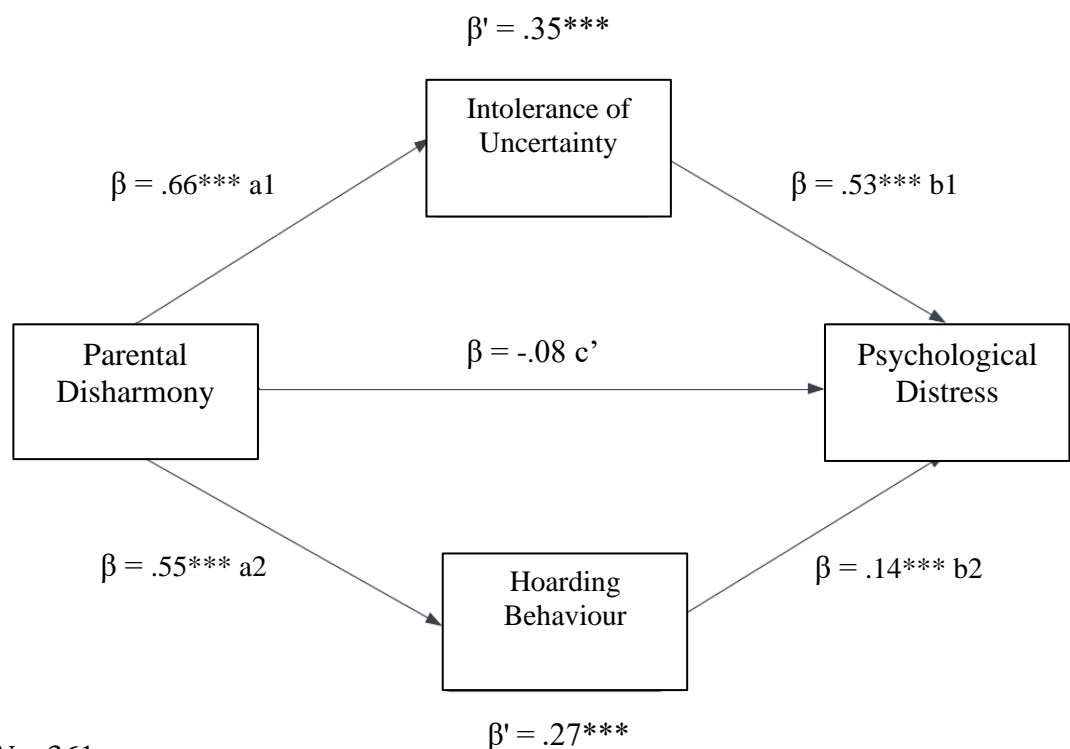 β' = .35***
Intolerance of
Uncertainty
β = .66*** a1
β = .53*** b1
Parental
Disharmony
β = -.08 c’
Psychological
Distress
β = .55*** a2
Hoarding
Behaviour
β = .14*** b2
β' = .27***